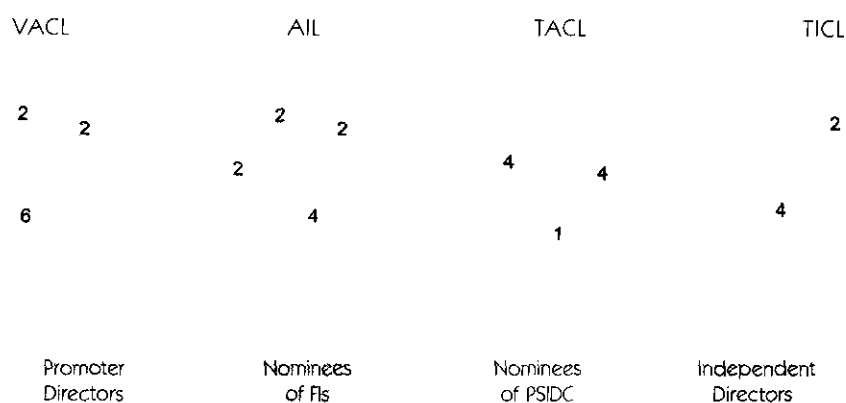 VACL AIL TACL TICL
2 2 2 2 2
2 4 4
6 4 1 4
Promoter Nominees Nominees Independent
Directors of FIs of PSIDC Directors